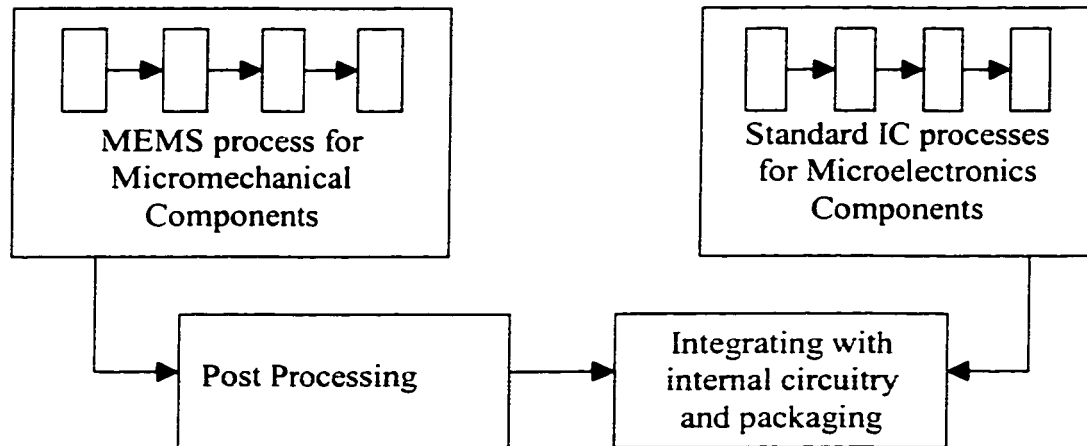 MEMS process for
Micromechanical
Components
Standard IC processes
for Microelectronics
Components
Post Processing
Integrating with
internal circuitry
and packaging